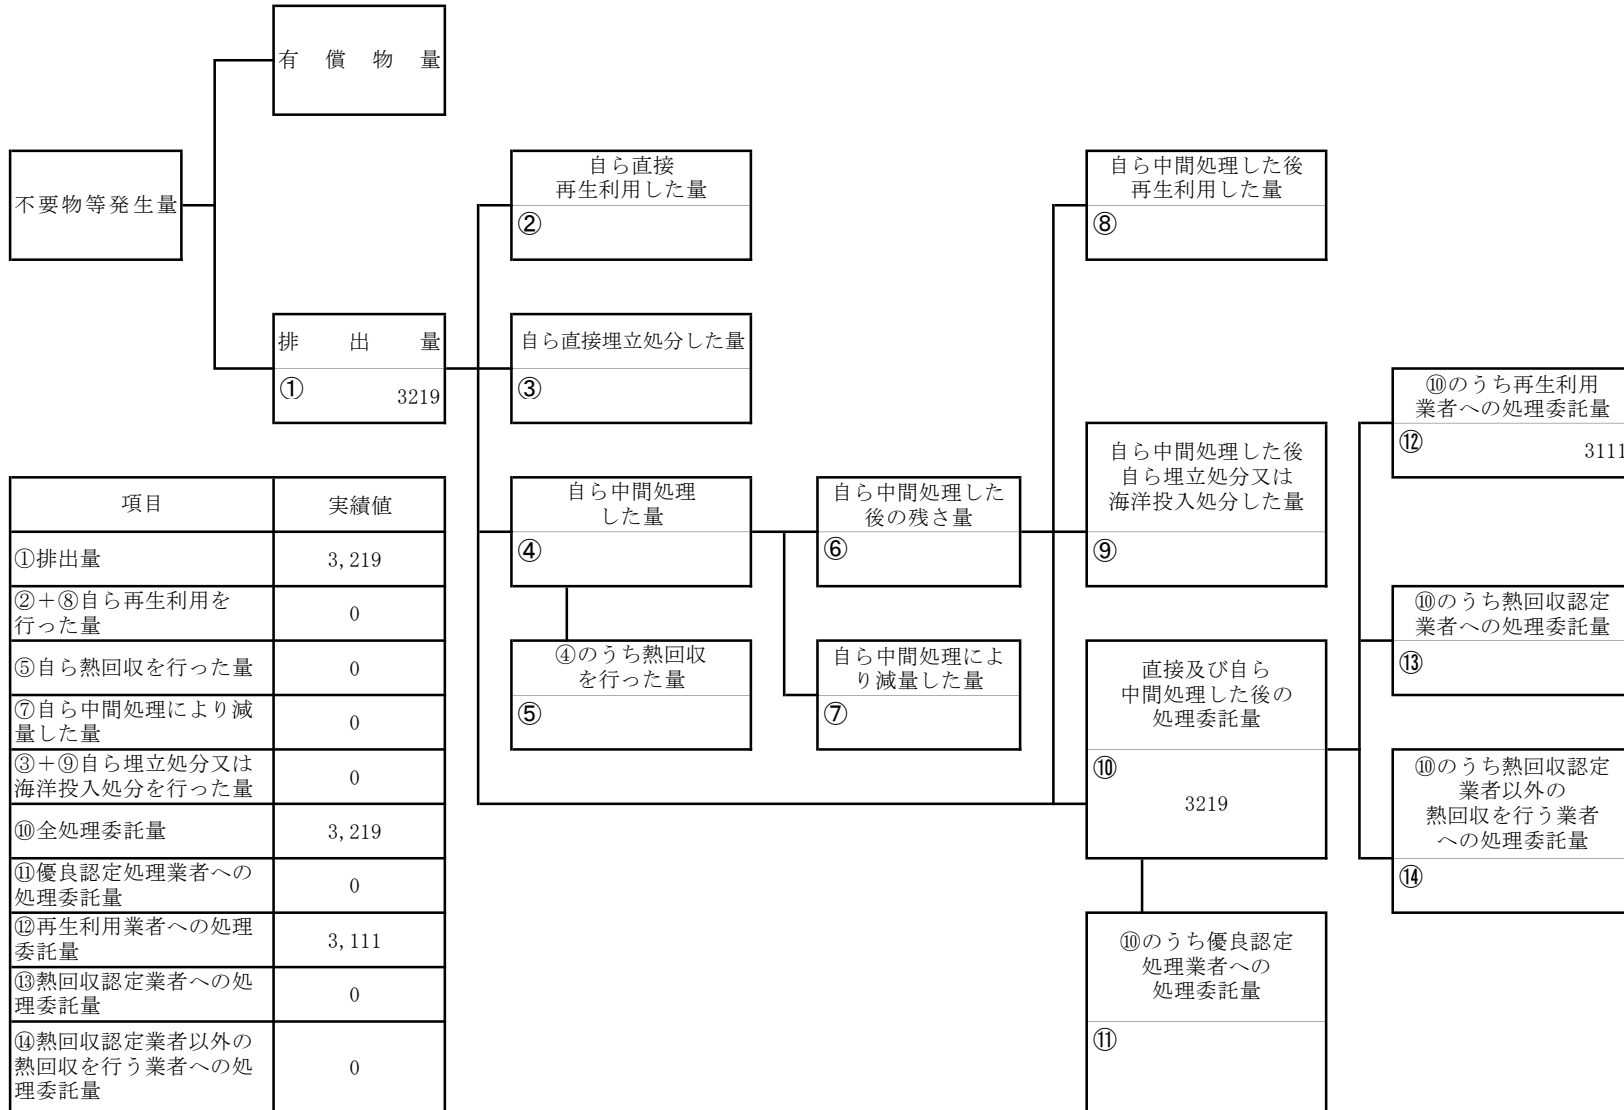 有償物量
不要物等発生量
排出量
①
3219
自ら直接
再生利用した量
②
自ら直接埋立処分した量
③
自ら中間処理
した量
④
④のうち熱回収
を行った量
⑤
自ら中間処理した
後の残さ量
⑥
自ら中間処理によ
り減量した量
⑦
自ら中間処理した後
再生利用した量
⑧
自ら中間処理した後
自ら埋立処分又は
海洋投入処分した量
⑨
直接及び自ら
中間処理した後の
処理委託量
⑩
3219
⑩のうち優良認定
処理業者への
処理委託量
⑪
⑩のうち再生利用
業者への処理委託量
⑫
3111
⑩のうち熱回収認定
業者への処理委託量
⑬
⑩のうち熱回収認定
業者以外の
熱回収を行う業者
への処理委託量
⑭
項目 実績値
①排出量 3,219
②+⑧自ら再生利用を
行った量 0
⑤自ら熱回収を行った量 0
⑦自ら中間処理により減
量した量 0
③+⑨自ら埋立処分又は
海洋投入処分を行った量 0
⑩全処理委託量 3,219
⑪優良認定処理業者への
処理委託量 0
⑫再生利用業者への処理
委託量 3,111
⑬熱回収認定業者への処
理委託量 0
⑭熱回収認定業者以外の
熱回収を行う業者への処
理委託量 0